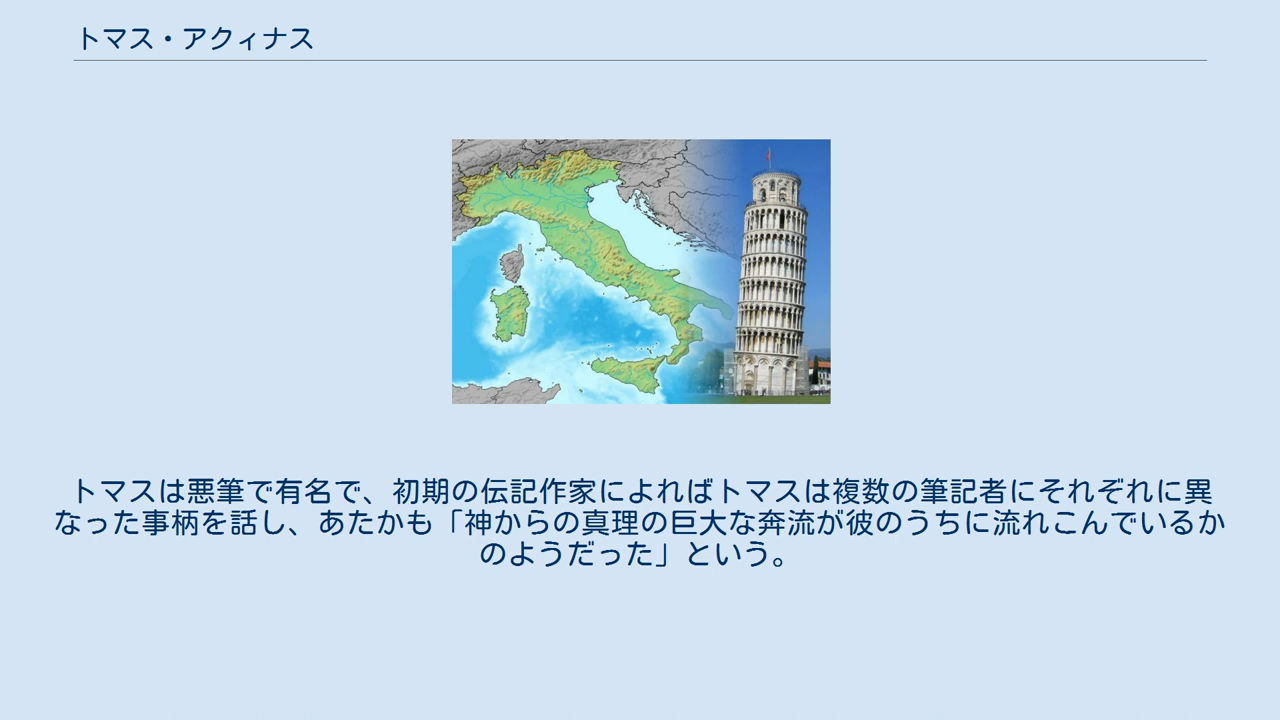 トマス・アクィナス
トマスは悪筆で有名で、初期の伝記作家によればトマスは複数の筆記者にそれぞれに異
なった事柄を話し、あたかも「神からの真理の巨大な奔流が彼のうちに流れこんでいるか
のようだった」という。